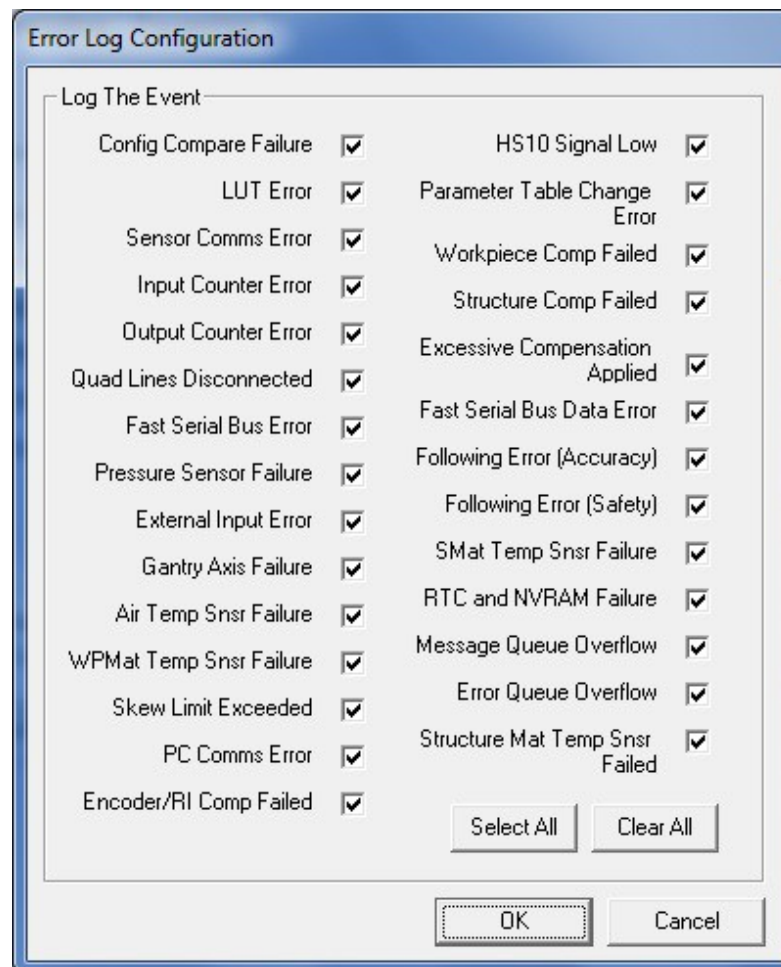 Error Log Configuration
Log The Event
Config Compare Failure
LUT Error
Sensor Comms Error
Input Counter Error
Output Counter Error
Quad Lines Disconnected
Fast Serial Bus Error
Pressure Sensor Failure
External Input Error
Gantry Axis Failure
Air Temp Snsr Failure
WPMat Temp Snsr Failure
Skew Limit Exceeded
PC Comms Error
Encoder/RI Comp Failed
HS10 Signal Low
Parameter Table Change
Error
Workpiece Comp Failed
Structure Comp Failed
Excessive Compensation
Applied
Fast Serial Bus Data Error
Following Error (Accuracy)
Following Error (Safety)
SMat Temp Snsr Failure
RTC and NVRAM Failure
Message Queue Overflow
Error Queue Overflow
Structure Mat Temp Snsr
Failed
Select All
Clear All
OK
Cancel